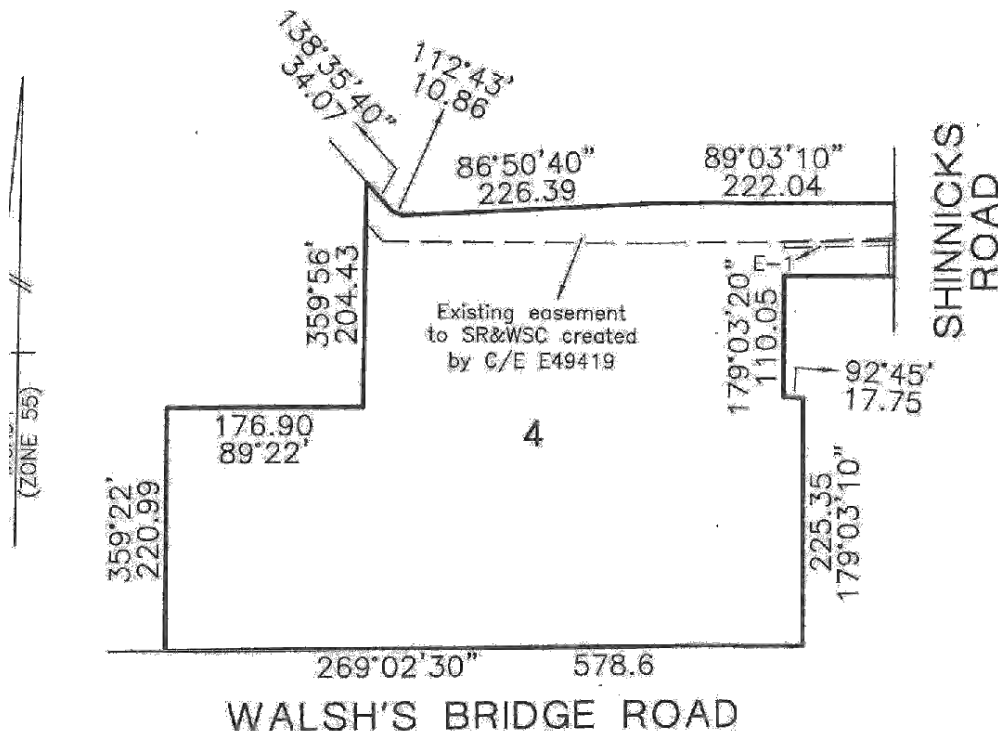 138°35'40"
34.07
112°43'
10.86
86°50'40"
226.39
89°03'10"
222.04
SHINNICKS
ROAD
E-1
359°56'
204.43
Existing easement
to SR&WSC created
by C/E E49419
179°03'20"
110.05
92°45'
17.75
(ZONE 55)
176.90
89°22'
4
359°22'
220.99
225.35
179°03'10"
269°02'30" 578.6
WALSH'S BRIDGE ROAD